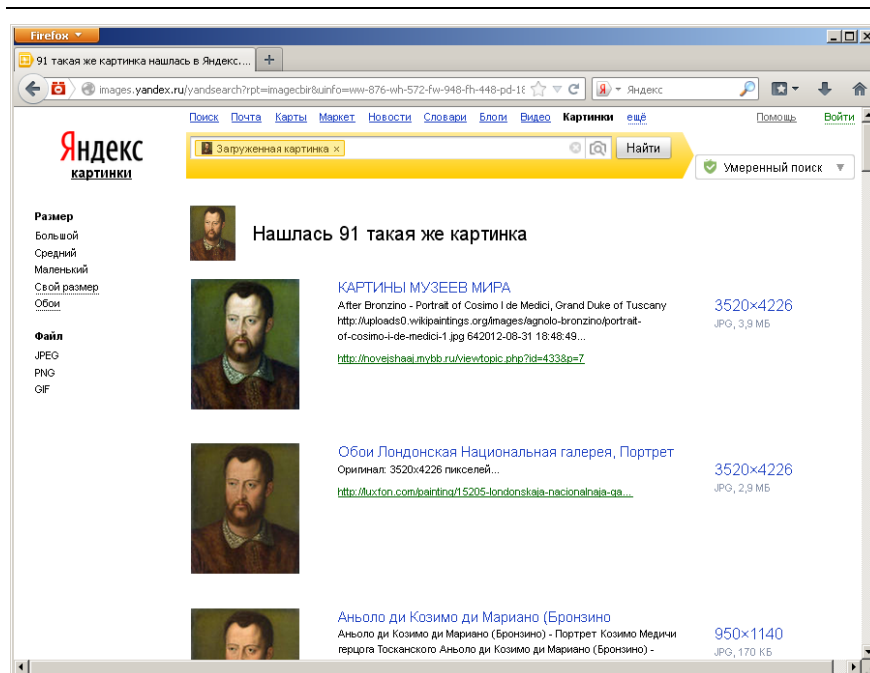 Firefox
91 такая же картинка нашлась в Яндекс....
images.yandex.ru/yandsearch?rpt=imagecbir&uinfo=ww-876-wh-572-fw-948-fh-448-pd-1
Яндекс
Поиск Почта Карты Маркет Новости Словари Блоги Видео Картинки ещё Помощь Войти
Яндекс
картинки
Загруженная картинка ×
Найти
Умеренный поиск
Размер
Большой
Средний
Маленький
Свой размер
Обои
Файл
JPEG
PNG
GIF
Нашлась 91 такая же картинка
КАРТИНЫ МУЗЕЕВ МИРА
After Bronzino - Portrait of Cosimo I de Medici, Grand Duke of Tuscany
http://uploads0.wikipaintings.org/images/agnolo-bronzino/portrait-
of-cosimo-i-de-medici-1.jpg 642012-08-31 18:48:49...
http://novejshaaj.mybb.ru/viewtopic.php?id=433&p=7
3520×4226
JPG, 3,9 МБ
Обои Лондонская Национальная галерея, Портрет
Оригинал: 3520x4226 пикселей...
http://luxfon.com/painting/15205-londonskaja-nacionalnaja-ga...
3520×4226
JPG, 2,9 МБ
Аньоло ди Козимо ди Мариано (Бронзино
Аньоло ди Козимо ди Мариано (Бронзино) - Портрет Козимо Медичи
герцога Тосканского Аньоло ди Козимо ди Мариано (Бронзино) -
950×1140
JPG, 170 КБ